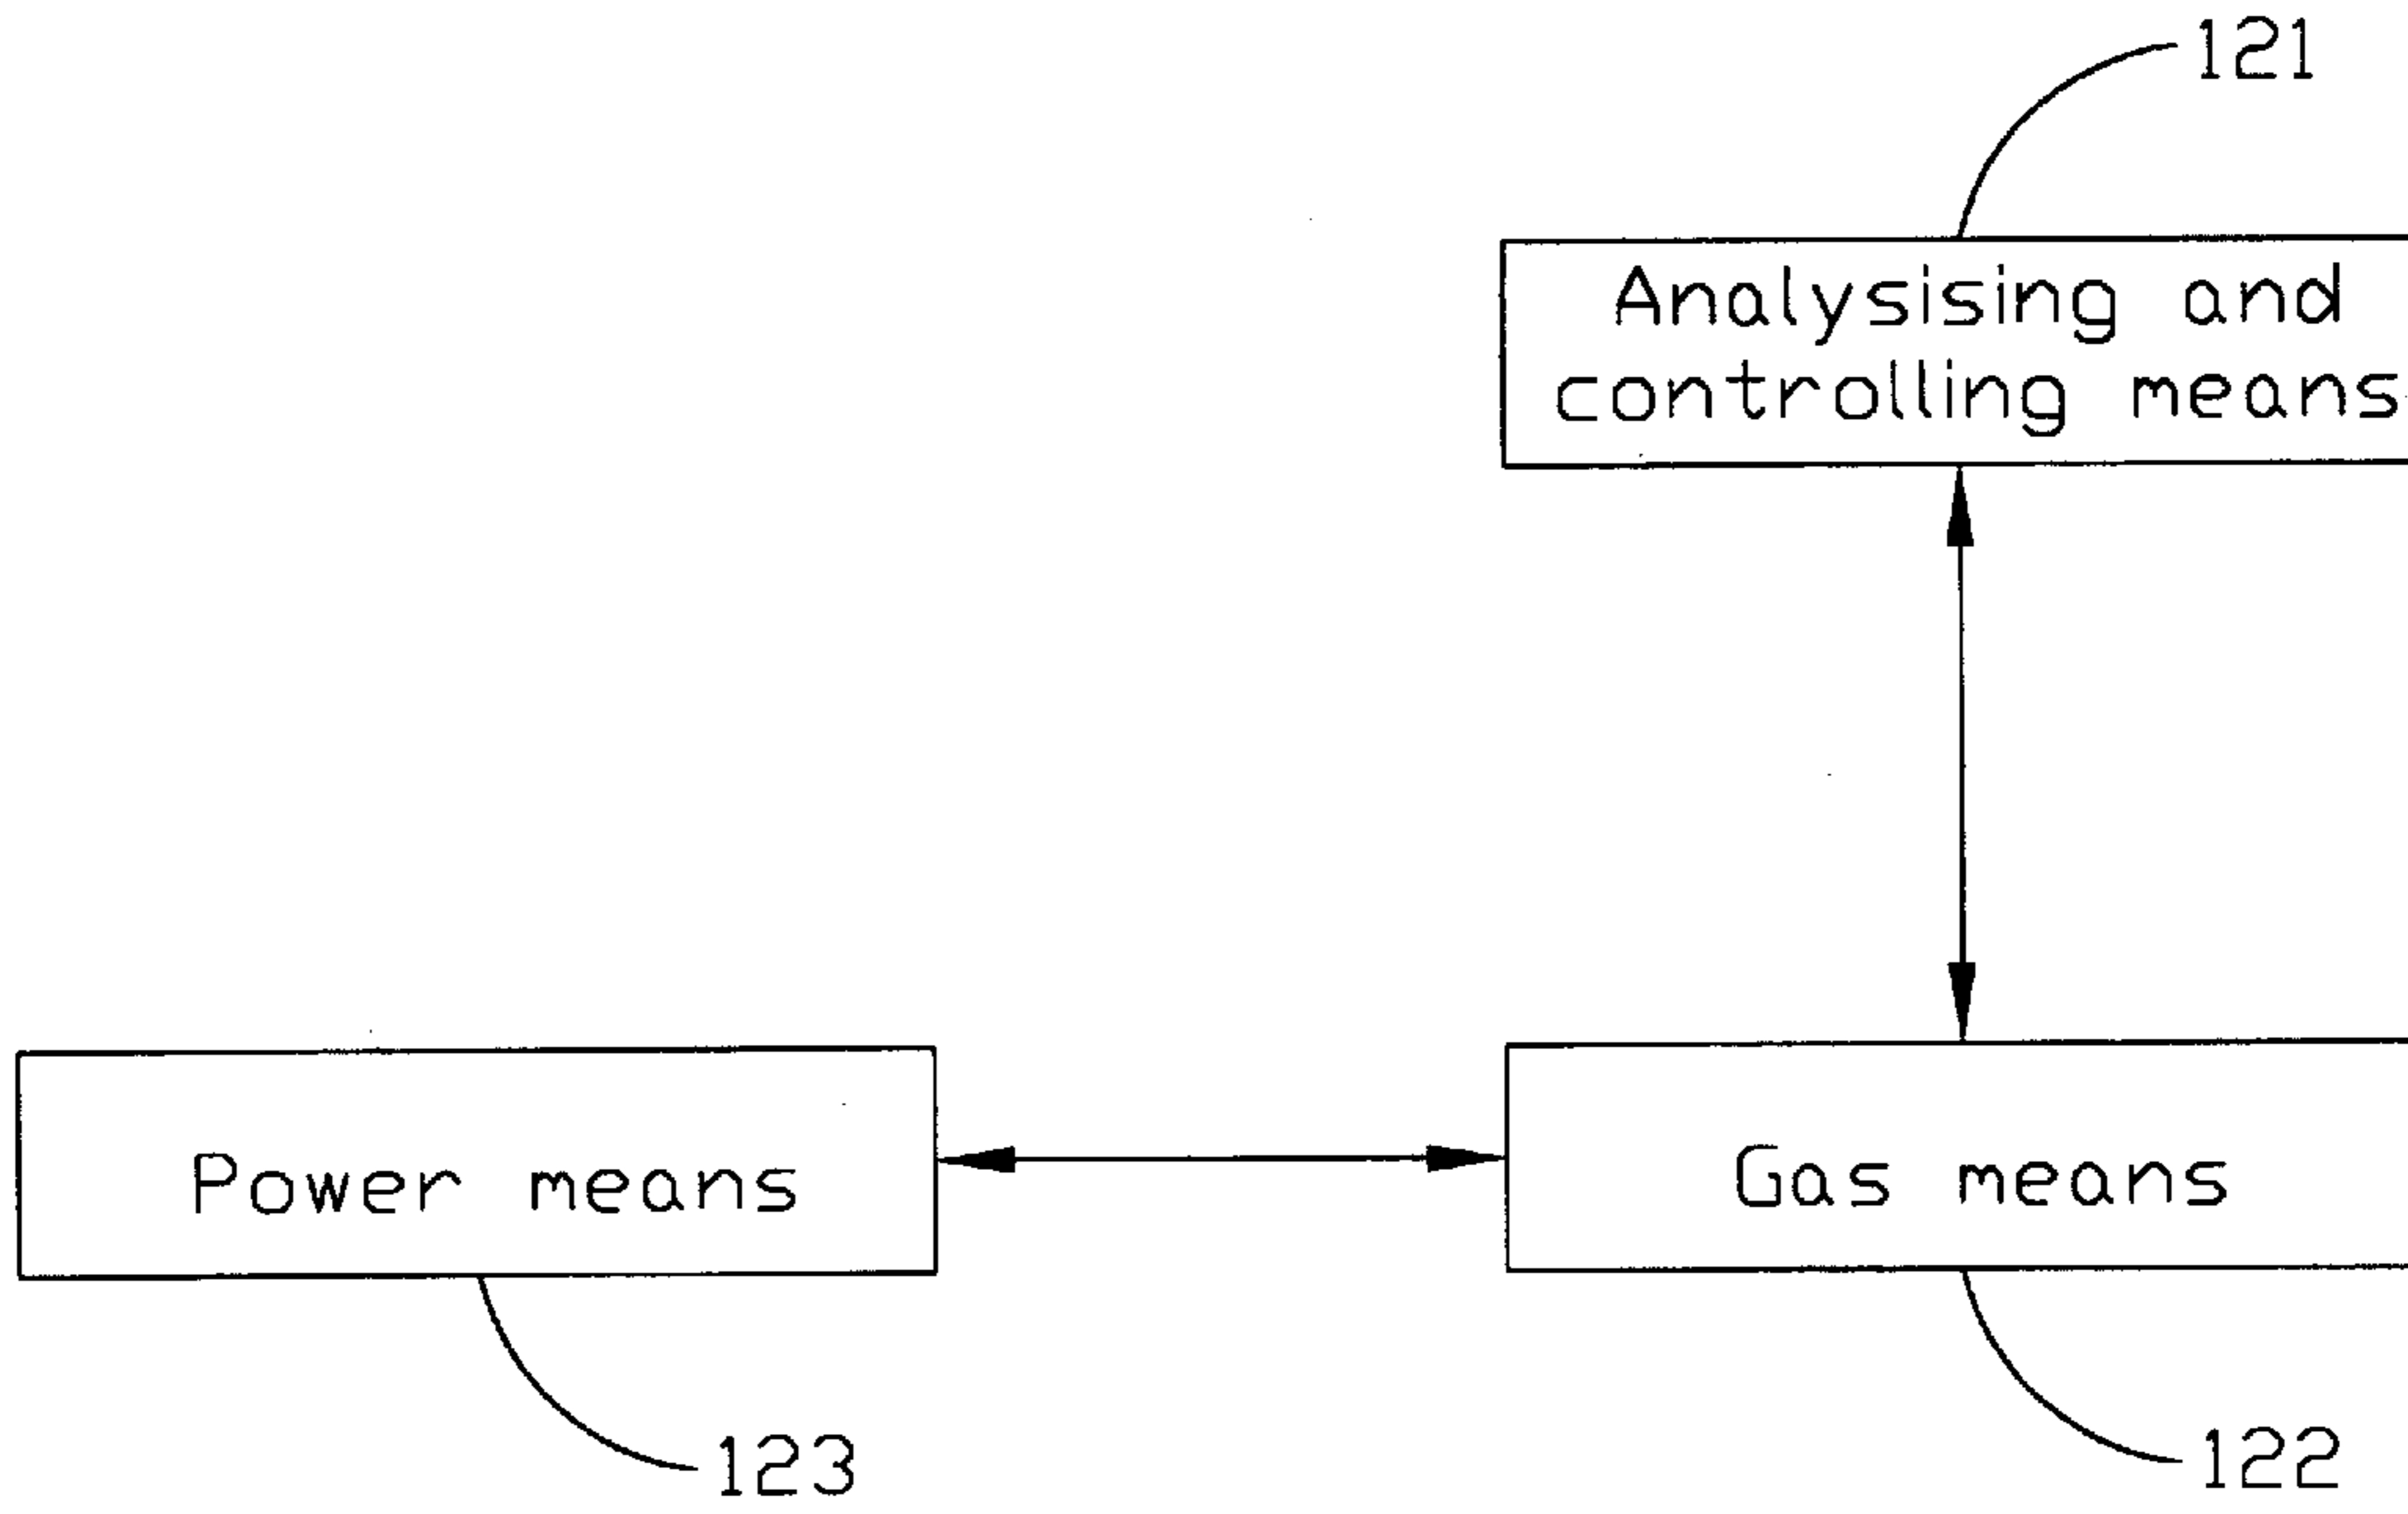 121
Analysising and
controlling means
Power means
Gas means
123
122